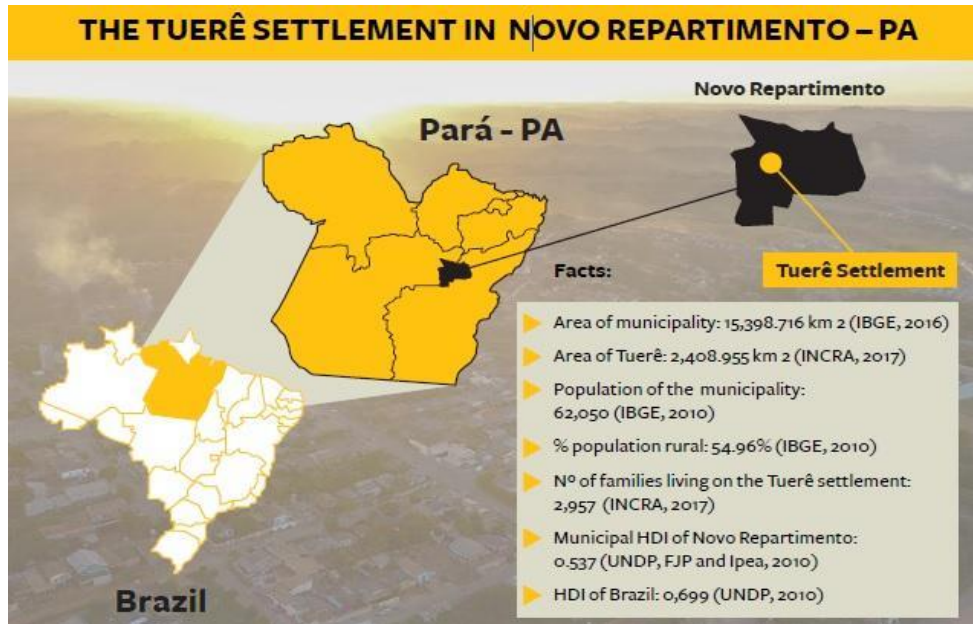 THE TUERÊ SETTLEMENT IN NOVO REPARTIMENTO – PA
Novo Repartimento
Pará - PA
Tuerê Settlement
Facts:
Area of municipality: 15,398.716 km 2 (IBGE, 2016)
Area of Tuerê: 2,408.955 km 2 (INCRA, 2017)
Population of the municipality:
62,050 (IBGE, 2010)
% population rural: 54.96% (IBGE, 2010)
Nº of families living on the Tuerê settlement:
2,957 (INCRA, 2017)
Municipal HDI of Novo Repartimento:
0.537 (UNDP, FJP and Ipea, 2010)
HDI of Brazil: 0,699 (UNDP, 2010)
Brazil